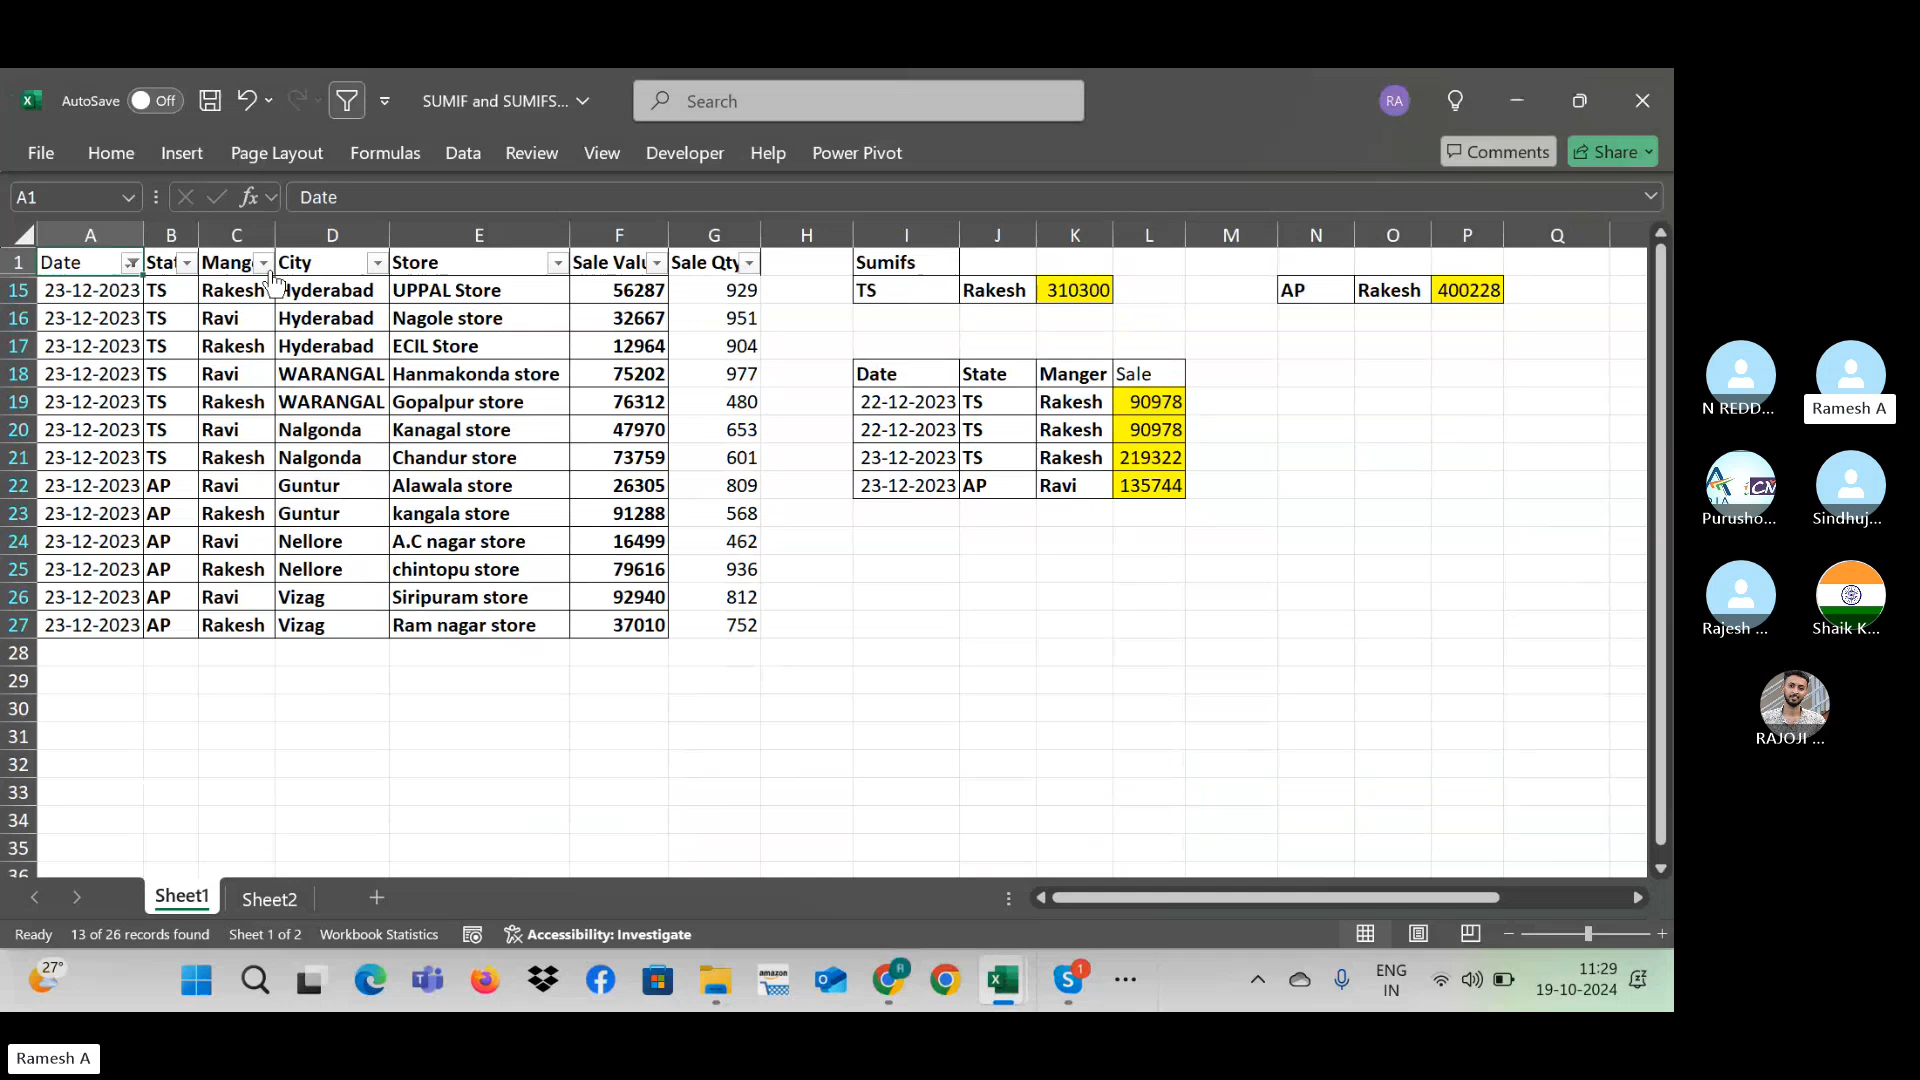 AutoSave Off SUMIF and SUMIFS... Search RA
File Home Insert Page Layout Formulas Data Review View Developer Help Power Pivot Comments Share
A1 fx Date
A B C D E F G H I J K L M N O P Q
1 Date Sta Mang City Store Sale Valu Sale Qty Sumifs
15 23-12-2023 TS Rakesh Hyderabad UPPAL Store 56287 929 TS Rakesh 310300 AP Rakesh 400228
16 23-12-2023 TS Ravi Hyderabad Nagole store 32667 951
17 23-12-2023 TS Rakesh Hyderabad ECIL Store 12964 904
18 23-12-2023 TS Ravi WARANGAL Hanmakonda store 75202 977 Date State Manger Sale
19 23-12-2023 TS Rakesh WARANGAL Gopalpur store 76312 480 22-12-2023 TS Rakesh 90978
20 23-12-2023 TS Ravi Nalgonda Kanagal store 47970 653 22-12-2023 TS Rakesh 90978
21 23-12-2023 TS Rakesh Nalgonda Chandur store 73759 601 23-12-2023 TS Rakesh 219322
22 23-12-2023 AP Ravi Guntur Alawala store 26305 809 23-12-2023 AP Ravi 135744
23 23-12-2023 AP Rakesh Guntur kangala store 91288 568
24 23-12-2023 AP Ravi Nellore A.C nagar store 16499 462
25 23-12-2023 AP Rakesh Nellore chintopu store 79616 936
26 23-12-2023 AP Ravi Vizag Siripuram store 92940 812
27 23-12-2023 AP Rakesh Vizag Ram nagar store 37010 752
28
29
30
31
32
33
34
35
36
Sheet1 Sheet2
Ready 13 of 26 records found Sheet 1 of 2 Workbook Statistics Accessibility: Investigate
27° amazon R 1 ENG IN 11:29 19-10-2024
N REDD... Ramesh A
Purusho... Sindhuj...
Rajesh ... Shaik K...
RAJOJI ...
Ramesh A